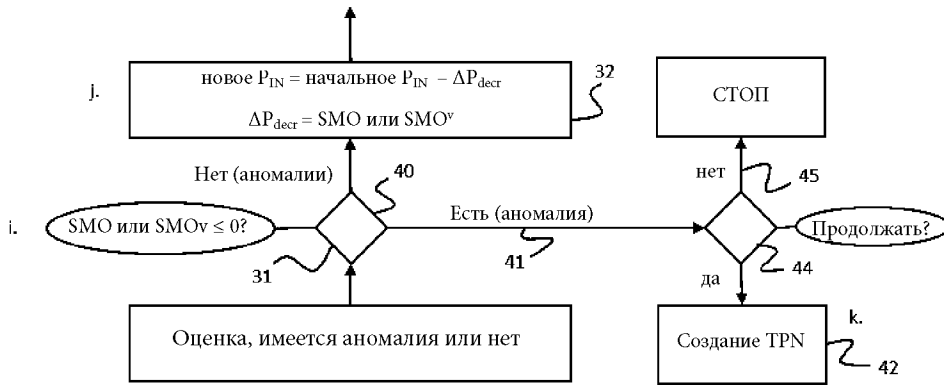 j.
новое P_IN = начальное P_IN – ΔP_decr
ΔP_decr = SMO или SMO^v
32
СТОП
Нет (аномалии)
40
нет
45
i.
SMO или SMOv ≤ 0?
31
Есть (аномалия)
41
Продолжать?
44
да
Оценка, имеется аномалия или нет
k.
Создание TPN
42